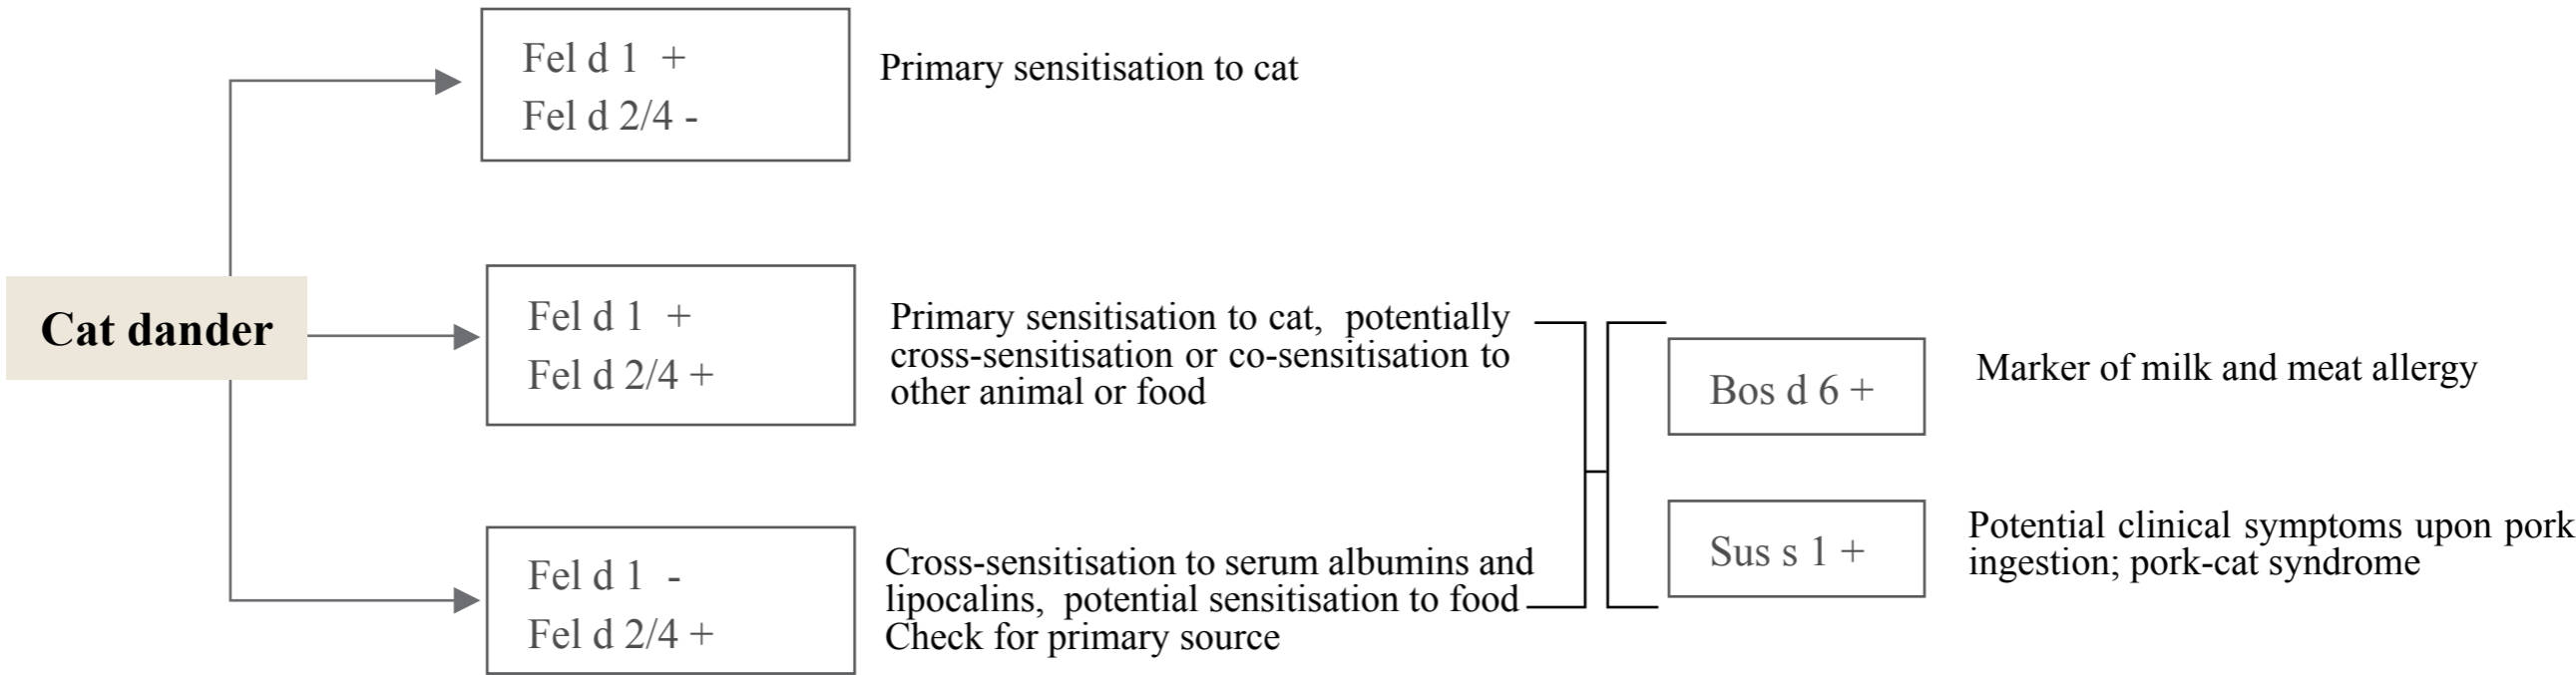 Fel d 1 +
Fel d 2/4 -
Primary sensitisation to cat
Cat dander
Fel d 1 +
Fel d 2/4 +
Primary sensitisation to cat, potentially
cross-sensitisation or co-sensitisation to
other animal or food
Bos d 6 +
Marker of milk and meat allergy
Fel d 1 -
Fel d 2/4 +
Cross-sensitisation to serum albumins and
lipocalins, potential sensitisation to food
Check for primary source
Sus s 1 +
Potential clinical symptoms upon pork
ingestion; pork-cat syndrome